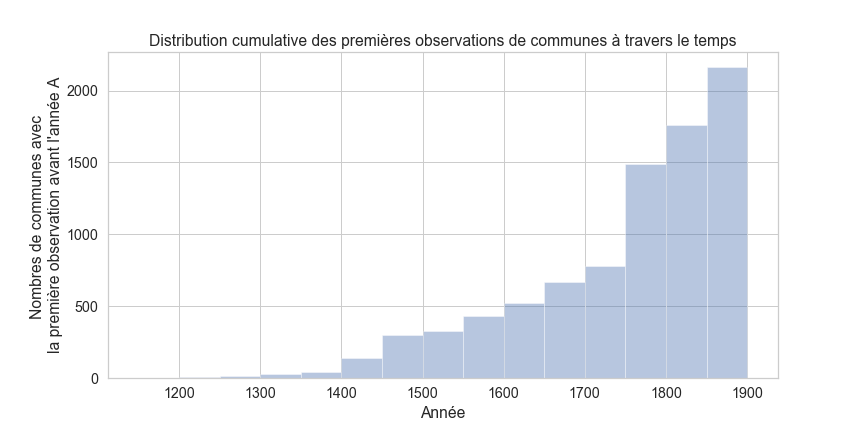 Distribution cumulative des premières observations de communes à travers le temps
Nombres de communes avec
la première observation avant l'année A
2000
1500
1000
500
0
1200 1300 1400 1500 1600 1700 1800 1900
Année